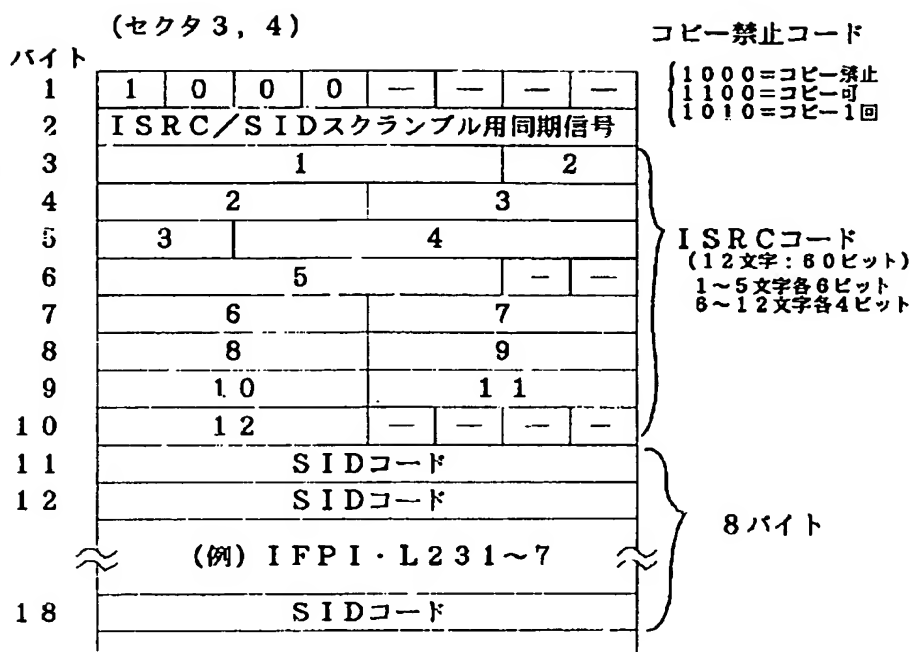 (セクタ3,4)
コピー禁止コード
バイト
1000=コピー禁止
1100=コピー可
1010=コピー1回
1 1 0 0 0 — — — —
2 ISRC/SIDスクランブル用同期信号
3 1 2
4 2 3
5 3 4
6 5 — —
7 6 7
8 8 9
9 10 11
10 12 — — — —
ISRCコード
(12文字:60ビット)
1~5文字各6ビット
6~12文字各4ビット
11 SIDコード
12 SIDコード
(例) IFPI・L231~7
8バイト
18 SIDコード